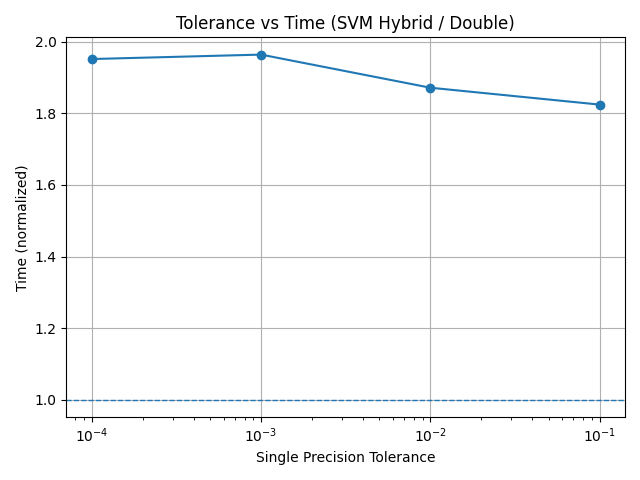 Tolerance vs Time (SVM Hybrid / Double)
Time (normalized)
2.0
1.8
1.6
1.4
1.2
1.0
10⁻⁴ 10⁻³ 10⁻² 10⁻¹
Single Precision Tolerance